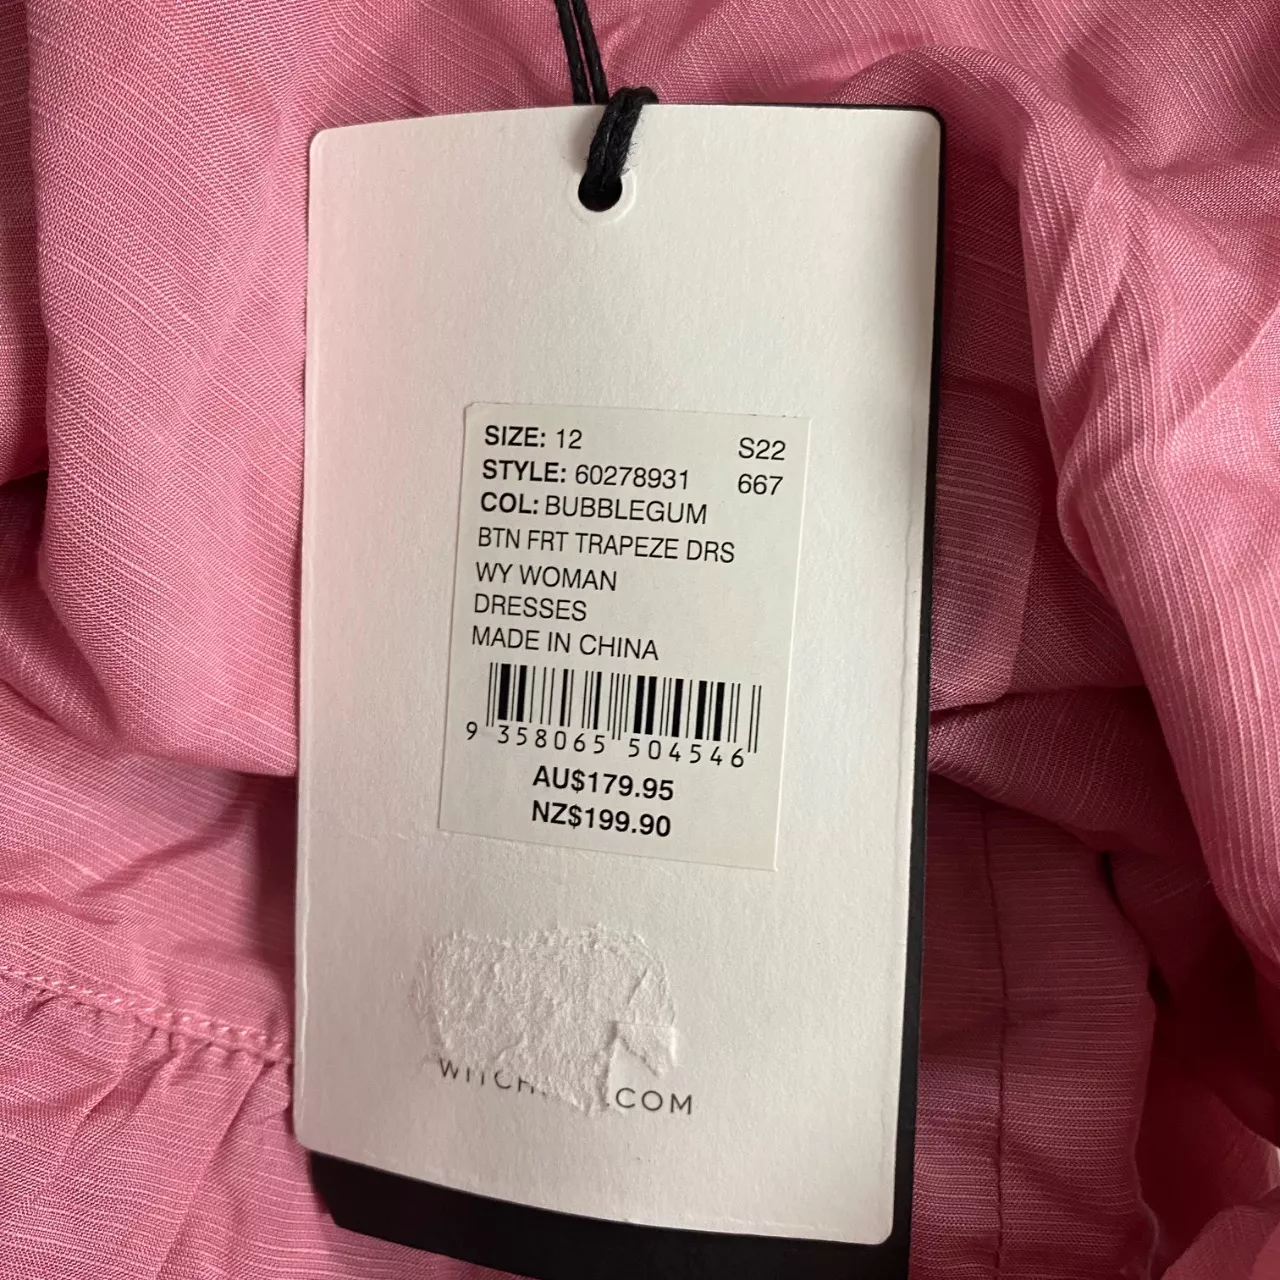 SIZE: 12 S22
STYLE: 60278931 667
COL: BUBBLEGUM
BTN FRT TRAPEZE DRS
WY WOMAN
DRESSES
MADE IN CHINA
9 358065 504546
AU$179.95
NZ$199.90
.COM